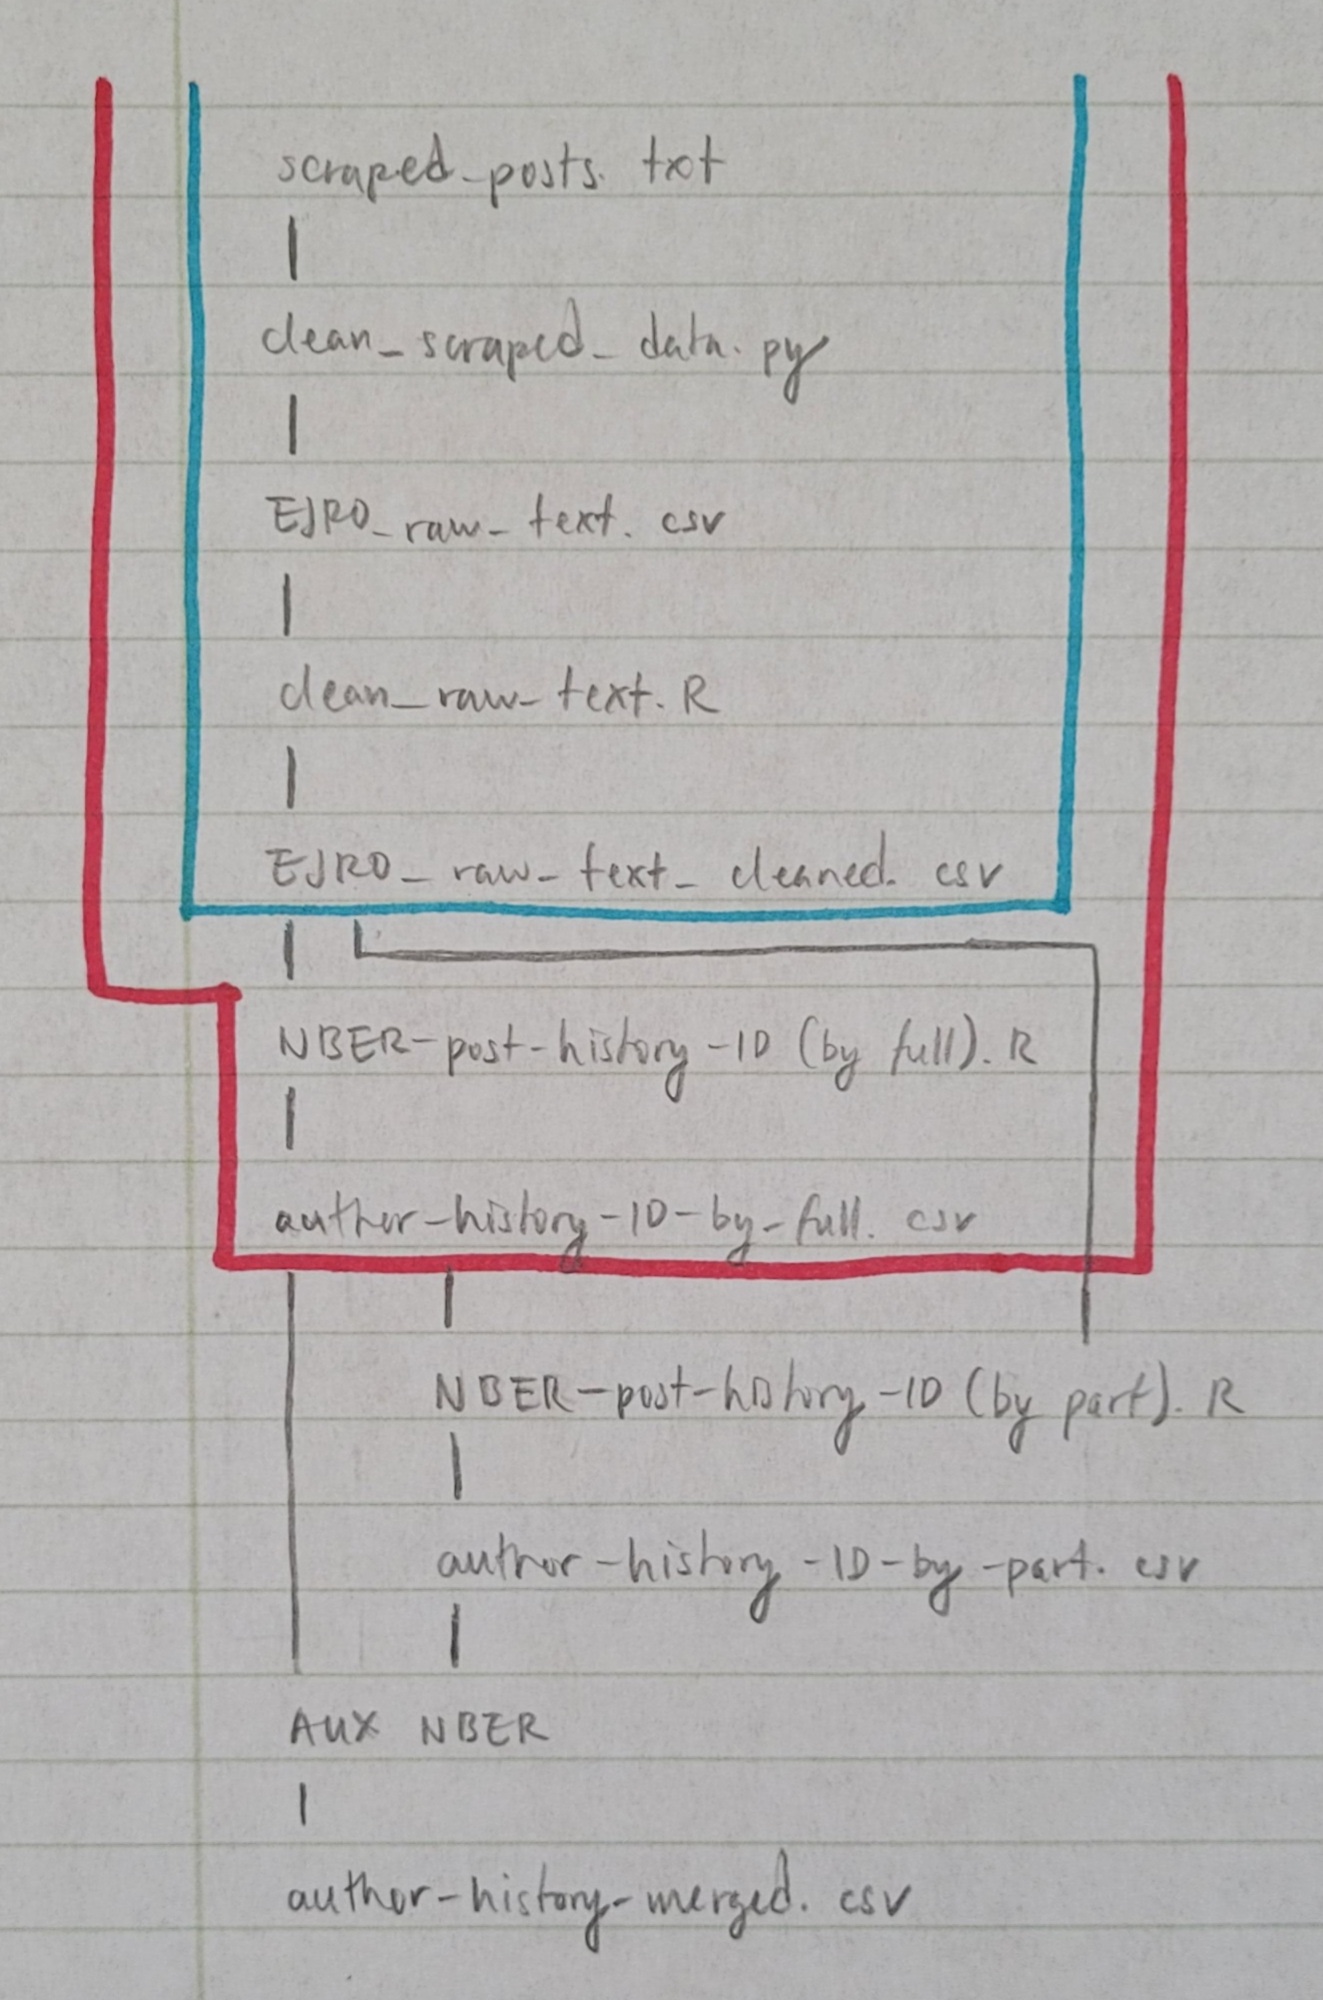 scraped_posts.txt
clean_scraped_data.py
EJRO_raw_text.csv
clean_raw_text.R
EJRO_raw_text_cleaned.csv
NBER-post-history-ID (by full).R
author-history-ID-by-full.csv
NBER-post-history-ID (by part).R
author-history-ID-by-part.csv
AUX NBER
author-history-merged.csv